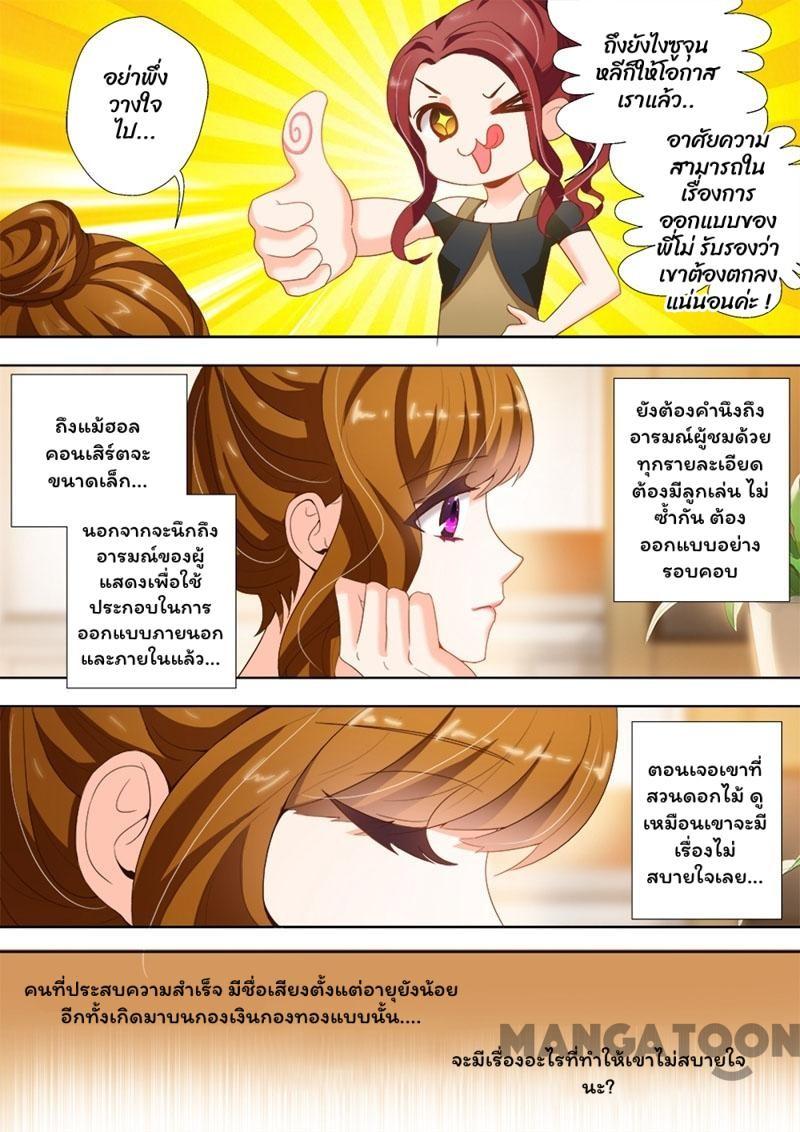 อย่าพึ่ง
วางใจ
ไป...
ถึงยังไงซูจุน
หลีก็ให้โอกาส
เราแล้ว..
อาศัยความ
สามารถใน
เรื่องการ
ออกแบบของ
พี่โม่ รับรองว่า
เขาต้องตกลง
แน่นอนค่ะ !
ถึงแม้ฮอล
คอนเสิร์ตจะ
ขนาดเล็ก...
นอกจากจะนึกถึง
อารมณ์ของผู้
แสดงเพื่อใช้
ประกอบในการ
ออกแบบภายนอก
และภายในแล้ว...
ยังต้องคำนึงถึง
อารมณ์ผู้ชมด้วย
ทุกรายละเอียด
ต้องมีลูกเล่น ไม่
ซ้ำกัน ต้อง
ออกแบบอย่าง
รอบคอบ
ตอนเจอเขาที่
สวนดอกไม้ ดู
เหมือนเขาจะมี
เรื่องไม่
สบายใจเลย...
คนที่ประสบความสำเร็จ มีชื่อเสียงตั้งแต่อายุยังน้อย
อีกทั้งเกิดมาบนกองเงินกองทองแบบนั้น....
MANGATOON
จะมีเรื่องอะไรที่ทำให้เขาไม่สบายใจ
นะ?